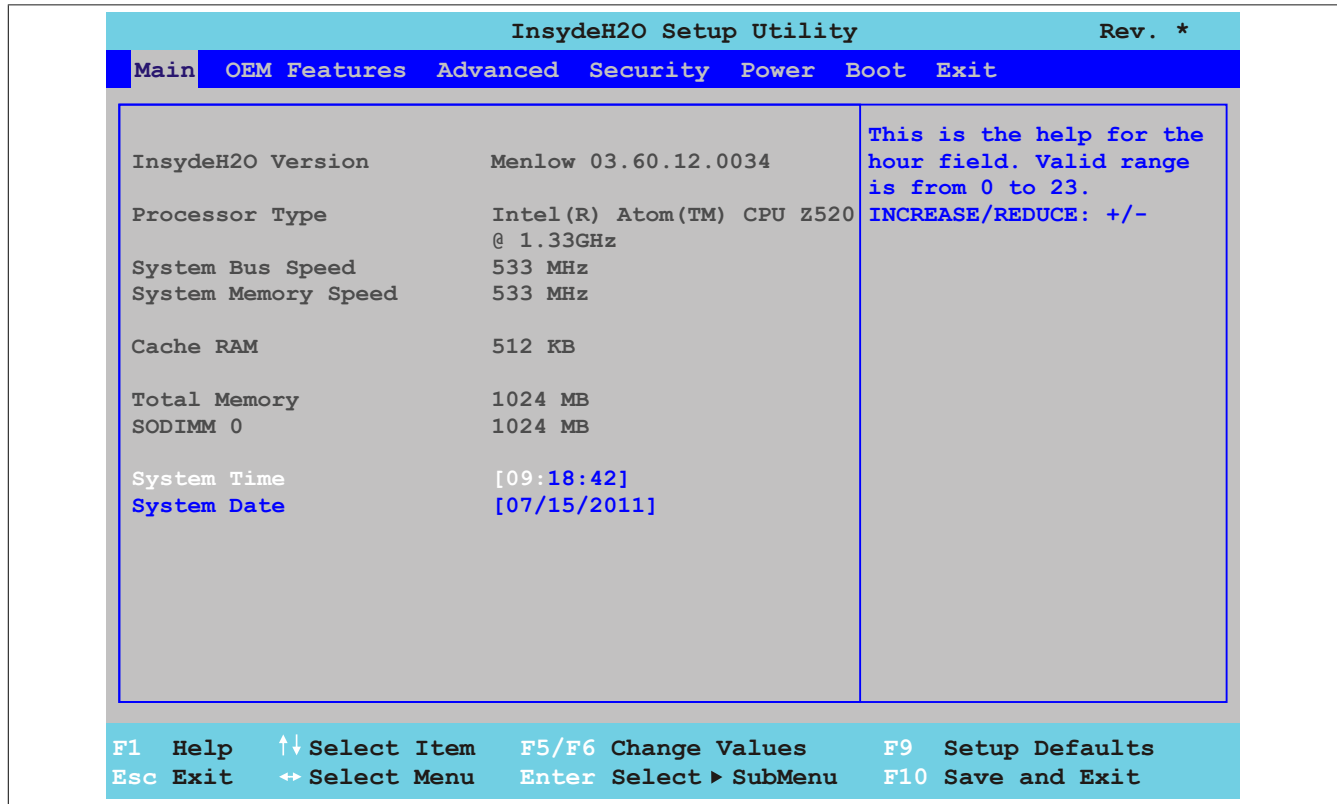 InsydeH2O Setup Utility Rev. *
Main OEM Features Advanced Security Power Boot Exit
InsydeH2O Version Menlow 03.60.12.0034
Processor Type Intel(R) Atom(TM) CPU Z520
@ 1.33GHz
System Bus Speed 533 MHz
System Memory Speed 533 MHz
Cache RAM 512 KB
Total Memory 1024 MB
SODIMM 0 1024 MB
System Time [09:18:42]
System Date [07/15/2011]
This is the help for the
hour field. Valid range
is from 0 to 23.
INCREASE/REDUCE: +/-
F1 Help ↑↓ Select Item F5/F6 Change Values F9 Setup Defaults
Esc Exit ↔ Select Menu Enter Select ▶ SubMenu F10 Save and Exit